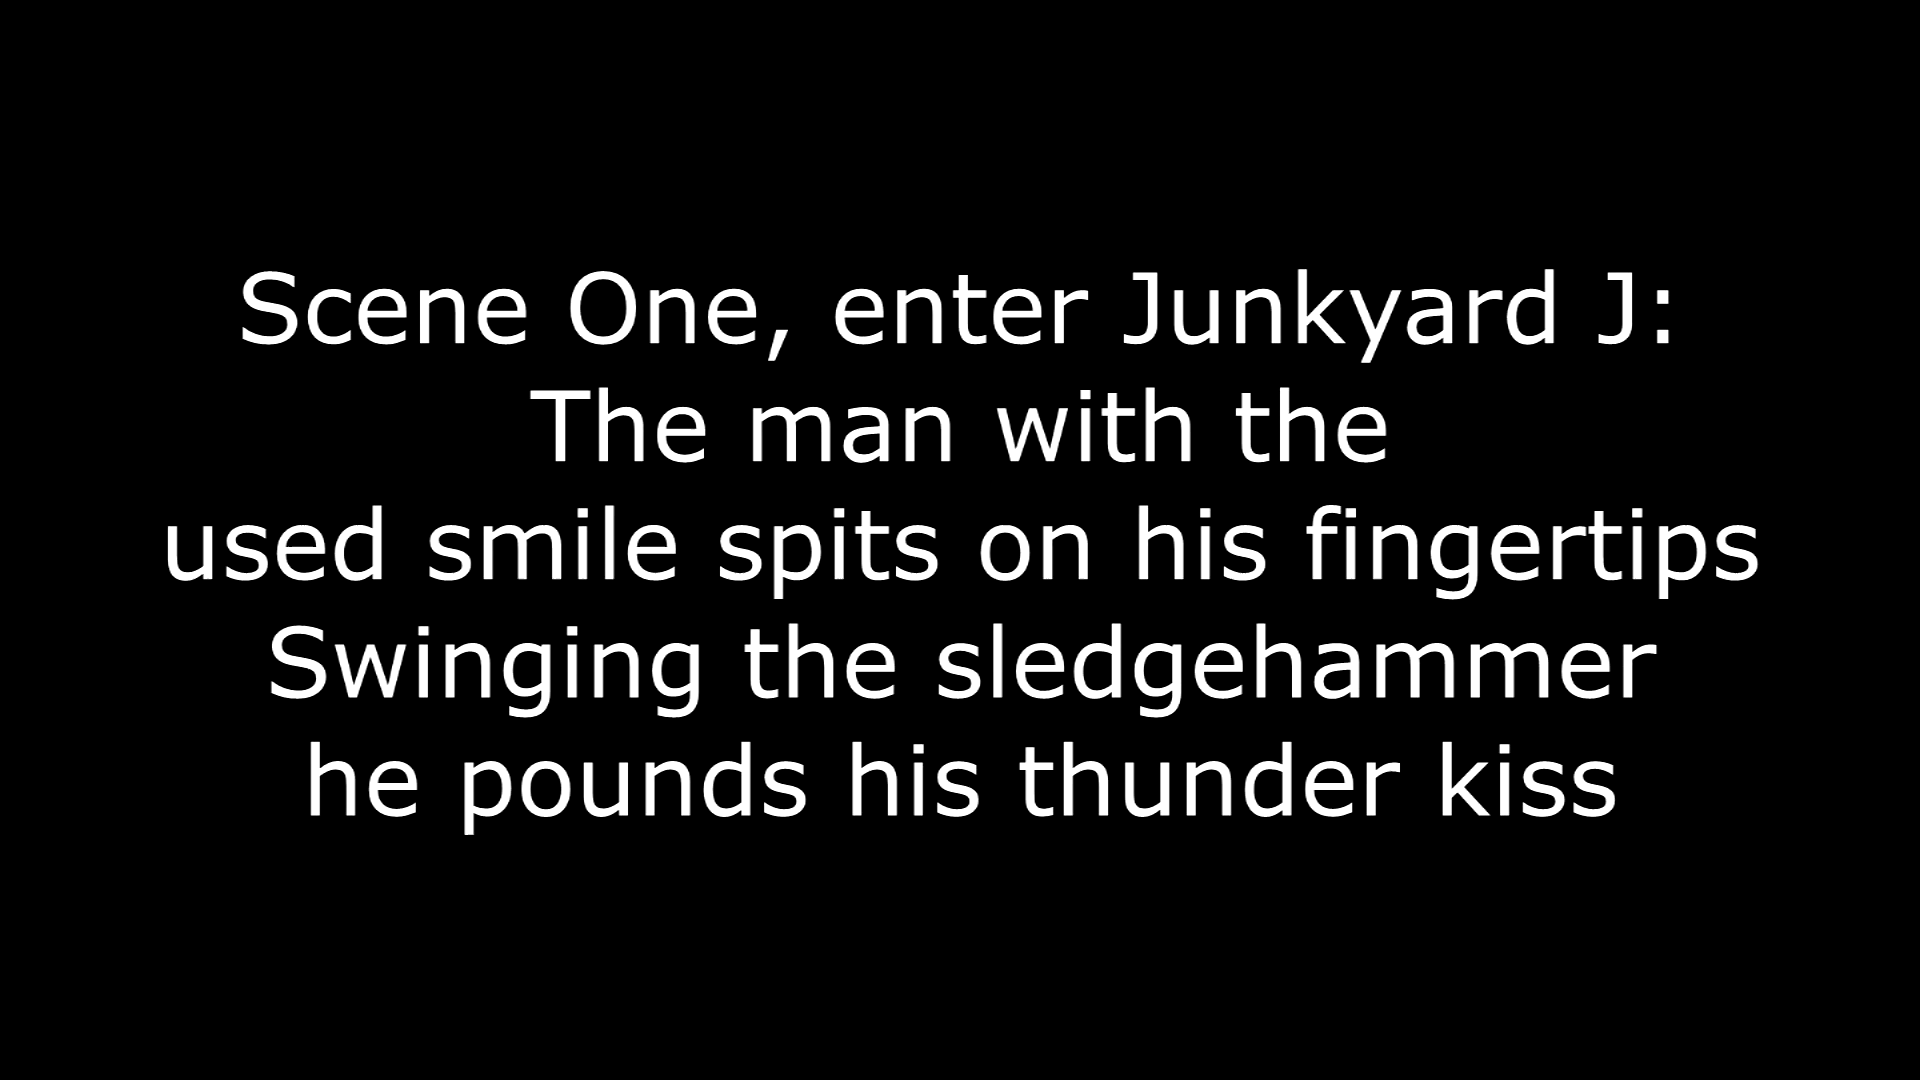 Scene One, enter Junkyard J:
The man with the
used smile spits on his fingertips
Swinging the sledgehammer
he pounds his thunder kiss